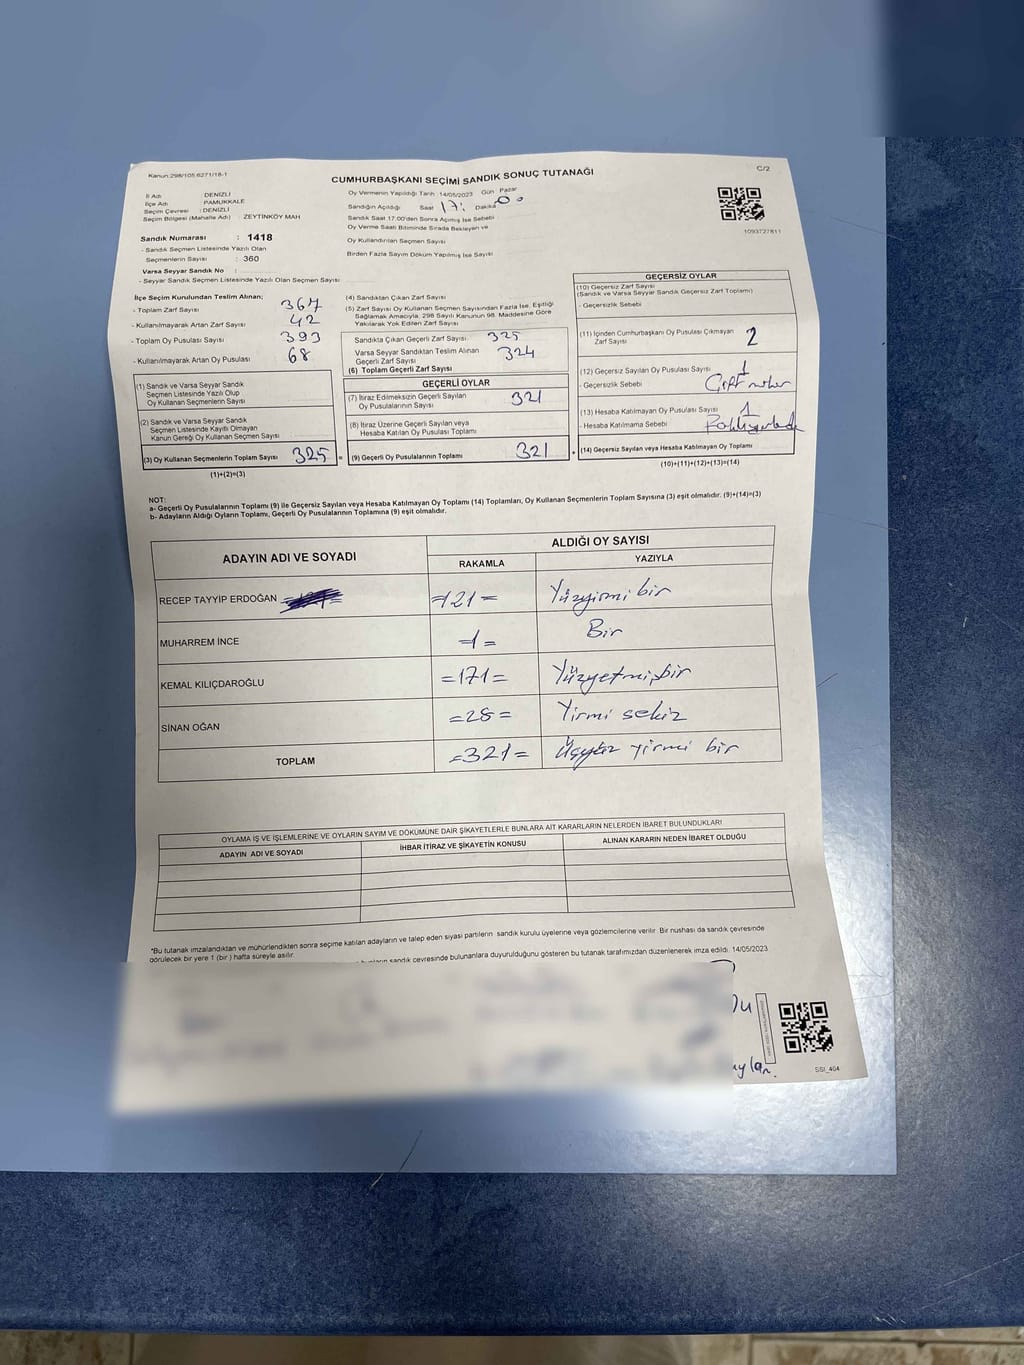 Kanun:298/105.6271/18-1
C/2
CUMHURBAŞKANI SEÇİMİ SANDIK SONUÇ TUTANAĞI
İl Adı DENİZLİ
İlçe Adı PAMUKKALE
Seçim Çevresi : DENİZLİ
Seçim Bölgesi (Mahalle Adı) ZEYTİNKÖY MAH
Sandık Numarası : 1418
- Sandık Seçmen Listesinde Yazılı Olan
Seçmenlerin Sayısı : 360
Varsa Seyyar Sandık No :
- Seyyar Sandık Seçmen Listesinde Yazılı Olan Seçmen Sayısı
Oy Vermenin Yapıldığı Tarih :14/05/2023 Gün Pazar
Sandığın Açıldığı Saat 17: Dakika 00
Sandık Saat 17.00'den Sonra Açmış İse Sebebi
Oy Verme Saati Bitiminde Sırada Bekleyen ve
Oy Kullandırılan Seçmen Sayısı
Birden Fazla Sayım Döküm Yapılmış İse Sayısı
1093727811
İlçe Seçim Kurulundan Teslim Alınan;
- Toplam Zarf Sayısı 367
- Kullanılmayarak Artan Zarf Sayısı 42
- Toplam Oy Pusulası Sayısı 393
- Kullanılmayarak Artan Oy Pusulası 68
(1) Sandık ve Varsa Seyyar Sandık
Seçmen Listesinde Yazılı Olup
Oy Kullanan Seçmenlerin Sayısı
(2) Sandık ve Varsa Seyyar Sandık
Seçmen Listesinde Kayıtlı Olmayan
Kanun Gereği Oy Kullanan Seçmen Sayısı
(3) Oy Kullanan Seçmenlerin Toplam Sayısı 325 =
(1)+(2)=(3)
(4) Sandıktan Çıkan Zarf Sayısı
(5) Zarf Sayısı Oy Kullanan Seçmen Sayısından Fazla İse, Eşitliği
Sağlamak Amacıyla; 298 Sayılı Kanunun 98. Maddesine Göre
Yakılarak Yok Edilen Zarf Sayısı
Sandıkta Çıkan Geçerli Zarf Sayısı 325
Varsa Seyyar Sandıktan Teslim Alınan
Geçerli Zarf Sayısı 324
(6) Toplam Geçerli Zarf Sayısı
GEÇERLİ OYLAR
(7) İtiraz Edilmeksizin Geçerli Sayılan
Oy Pusulalarının Sayısı 321
(8) İtiraz Üzerine Geçerli Sayılan veya
Hesaba Katılan Oy Pusulası Toplamı
(9) Geçerli Oy Pusulalarının Toplamı 321 +
GEÇERSİZ OYLAR
(10) Geçersiz Zarf Sayısı
(Sandık ve Varsa Seyyar Sandık Geçersiz Zarf Toplamı)
- Geçersizlik Sebebi
(11) İçinden Cumhurbaşkanı Oy Pusulası Çıkmayan
Zarf Sayısı 2
(12) Geçersiz Sayılan Oy Pusulası Sayısı 1
- Geçersizlik Sebebi Çift
(13) Hesaba Katılmayan Oy Pusulası Sayısı 1
- Hesaba Katılmama Sebebi
(14) Geçersiz Sayılan veya Hesaba Katılmayan Oy Toplamı
(10)+(11)+(12)+(13)=(14)
NOT:
a- Geçerli Oy Pusulalarının Toplamı (9) ile Geçersiz Sayılan veya Hesaba Katılmayan Oy Toplamı (14) Toplamları, Oy Kullanan Seçmenlerin Toplam Sayısına (3) eşit olmalıdır. (9)+(14)=(3)
b- Adayların Aldığı Oyların Toplamı, Geçerli Oy Pusulalarının Toplamına (9) eşit olmalıdır.
ADAYIN ADI VE SOYADI
ALDIĞI OY SAYISI
RAKAMLA YAZIYLA
RECEP TAYYİP ERDOĞAN =121= Yüzyirmi bir
MUHARREM İNCE =1= Bir
KEMAL KILIÇDAROĞLU =171= Yüzyetmişbir
SİNAN OĞAN =28= Yirmi sekiz
TOPLAM =321= Üçyüz yirmi bir
OYLAMA İŞ VE İŞLEMLERİNE VE OYLARIN SAYIM VE DÖKÜMÜNE DAİR ŞİKAYETLERLE BUNLARA AİT KARARLARIN NELERDEN İBARET BULUNDUKLARI
ADAYIN ADI VE SOYADI İHBAR İTİRAZ VE ŞİKAYETİN KONUSU ALINAN KARARIN NEDEN İBARET OLDUĞU
*Bu tutanak imzalandıktan ve mühürlendikten sonra seçime katılan adayların ve talep eden siyasi partilerin sandık kurulu üyelerine veya gözlemcilerine verilir. Bir nushası da sandık çevresinde
görülecek bir yere 1 (bir) hafta süreyle asılır.
sandık çevresinde bulunanlara duyurulduğunu gösteren bu tutanak tarafımızdan düzenlenerek imza edildi. 14/05/2023
SSI_404